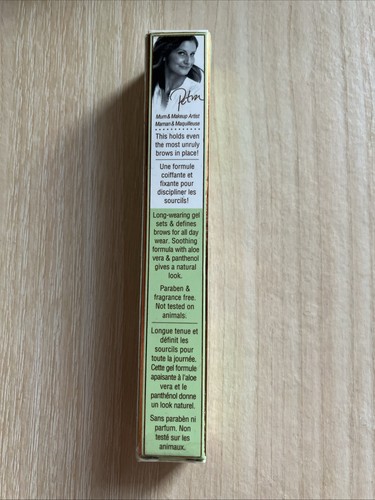 Petra
Mum & Makeup Artist
Maman & Maquilleuse
This holds even
the most unruly
brows in place!
Une formule
coiffante et
fixante pour
discipliner les
sourcils!
Long-wearing gel
sets & defines
brows for all day
wear. Soothing
formula with aloe
vera & panthenol
gives a natural
look.
Paraben &
fragrance free.
Not tested on
animals.
Longue tenue et
définit les
sourcils pour
toute la journée.
Cette gel formule
apaisante à l'aloe
vera et le
panthénol donne
un look naturel.
Sans parabèn ni
parfum. Non
testé sur les
animaux.